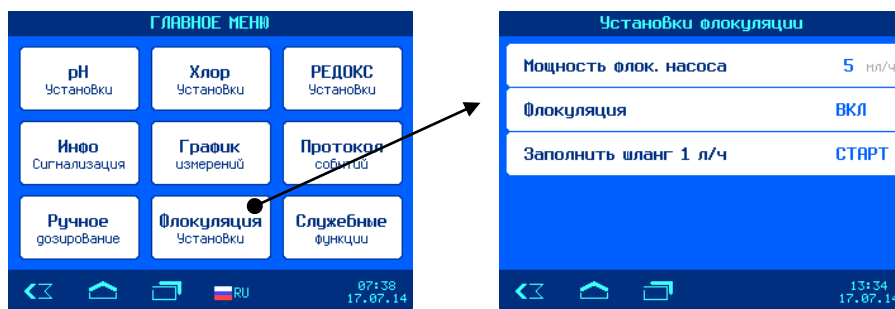 ГЛАВНОЕ МЕНЮ
pH
Установки
Хлор
Установки
РЕДОКС
Установки
Инфо
Сигнализация
График
измерений
Протокол
событий
Ручное
дозирование
Флокуляция
Установки
Служебные
функции
RU
07:38
17.07.14
Установки флокуляции
Мощность флок. насоса 5 мл/ч
Флокуляция ВКЛ
Заполнить шланг 1 л/ч СТАРТ
13:34
17.07.14